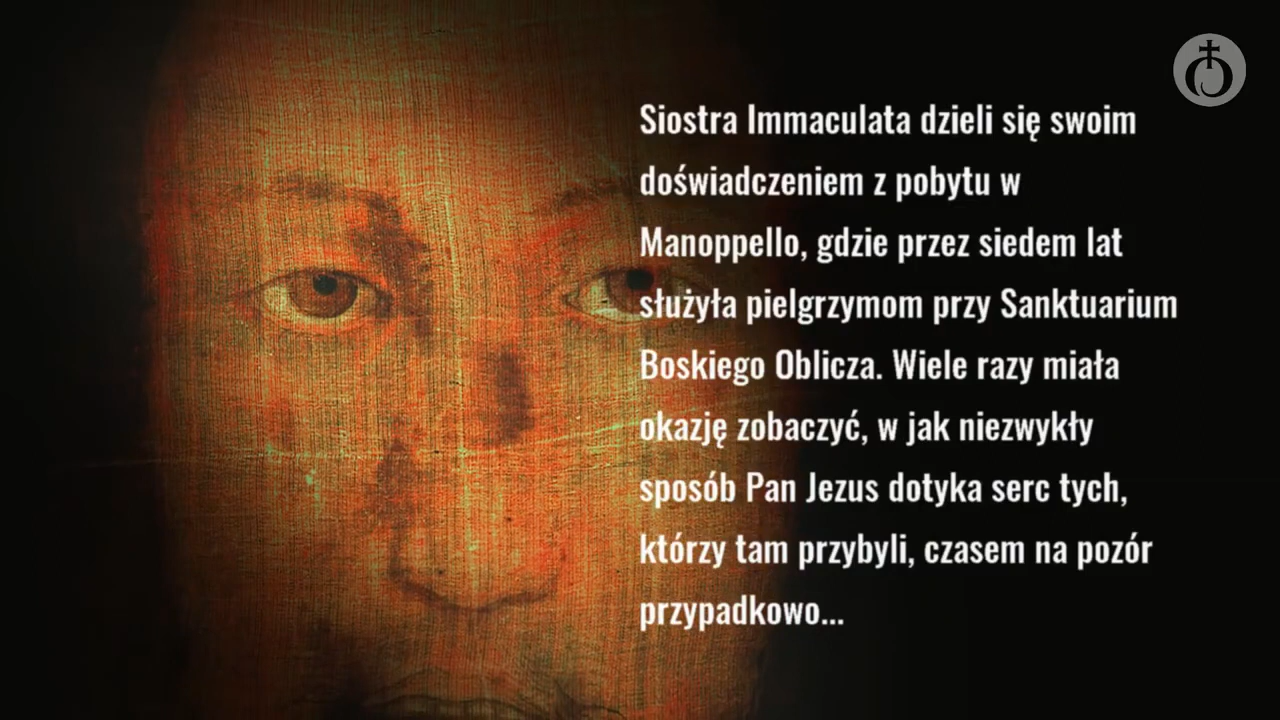 Siostra Immaculata dzieli się swoim
doświadczeniem z pobytu w
Manoppello, gdzie przez siedem lat
służyła pielgrzymom przy Sanktuarium
Boskiego Oblicza. Wiele razy miała
okazję zobaczyć, w jak niezwykły
sposób Pan Jezus dotyka serc tych,
którzy tam przybyli, czasem na pozór
przypadkowo...